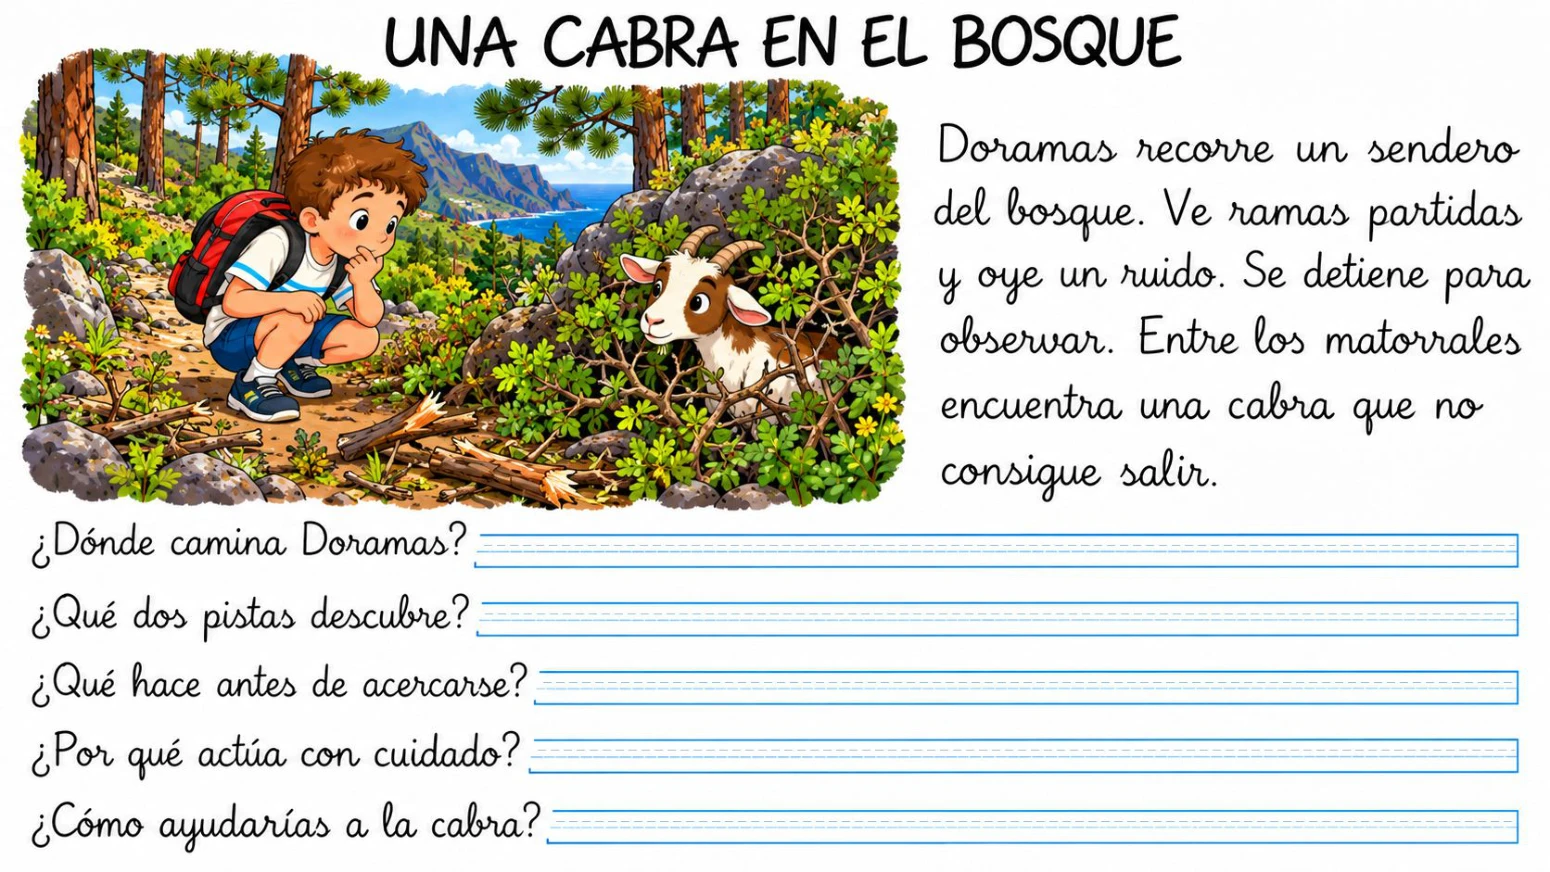 UNA CABRA EN EL BOSQUE
Doramas recorre un sendero
del bosque. Ve ramas partidas
y oye un ruido. Se detiene para
observar. Entre los matorrales
encuentra una cabra que no
consigue salir.
¿Dónde camina Doramas?
¿Qué dos pistas descubre?
¿Qué hace antes de acercarse?
¿Por qué actúa con cuidado?
¿Cómo ayudarías a la cabra?